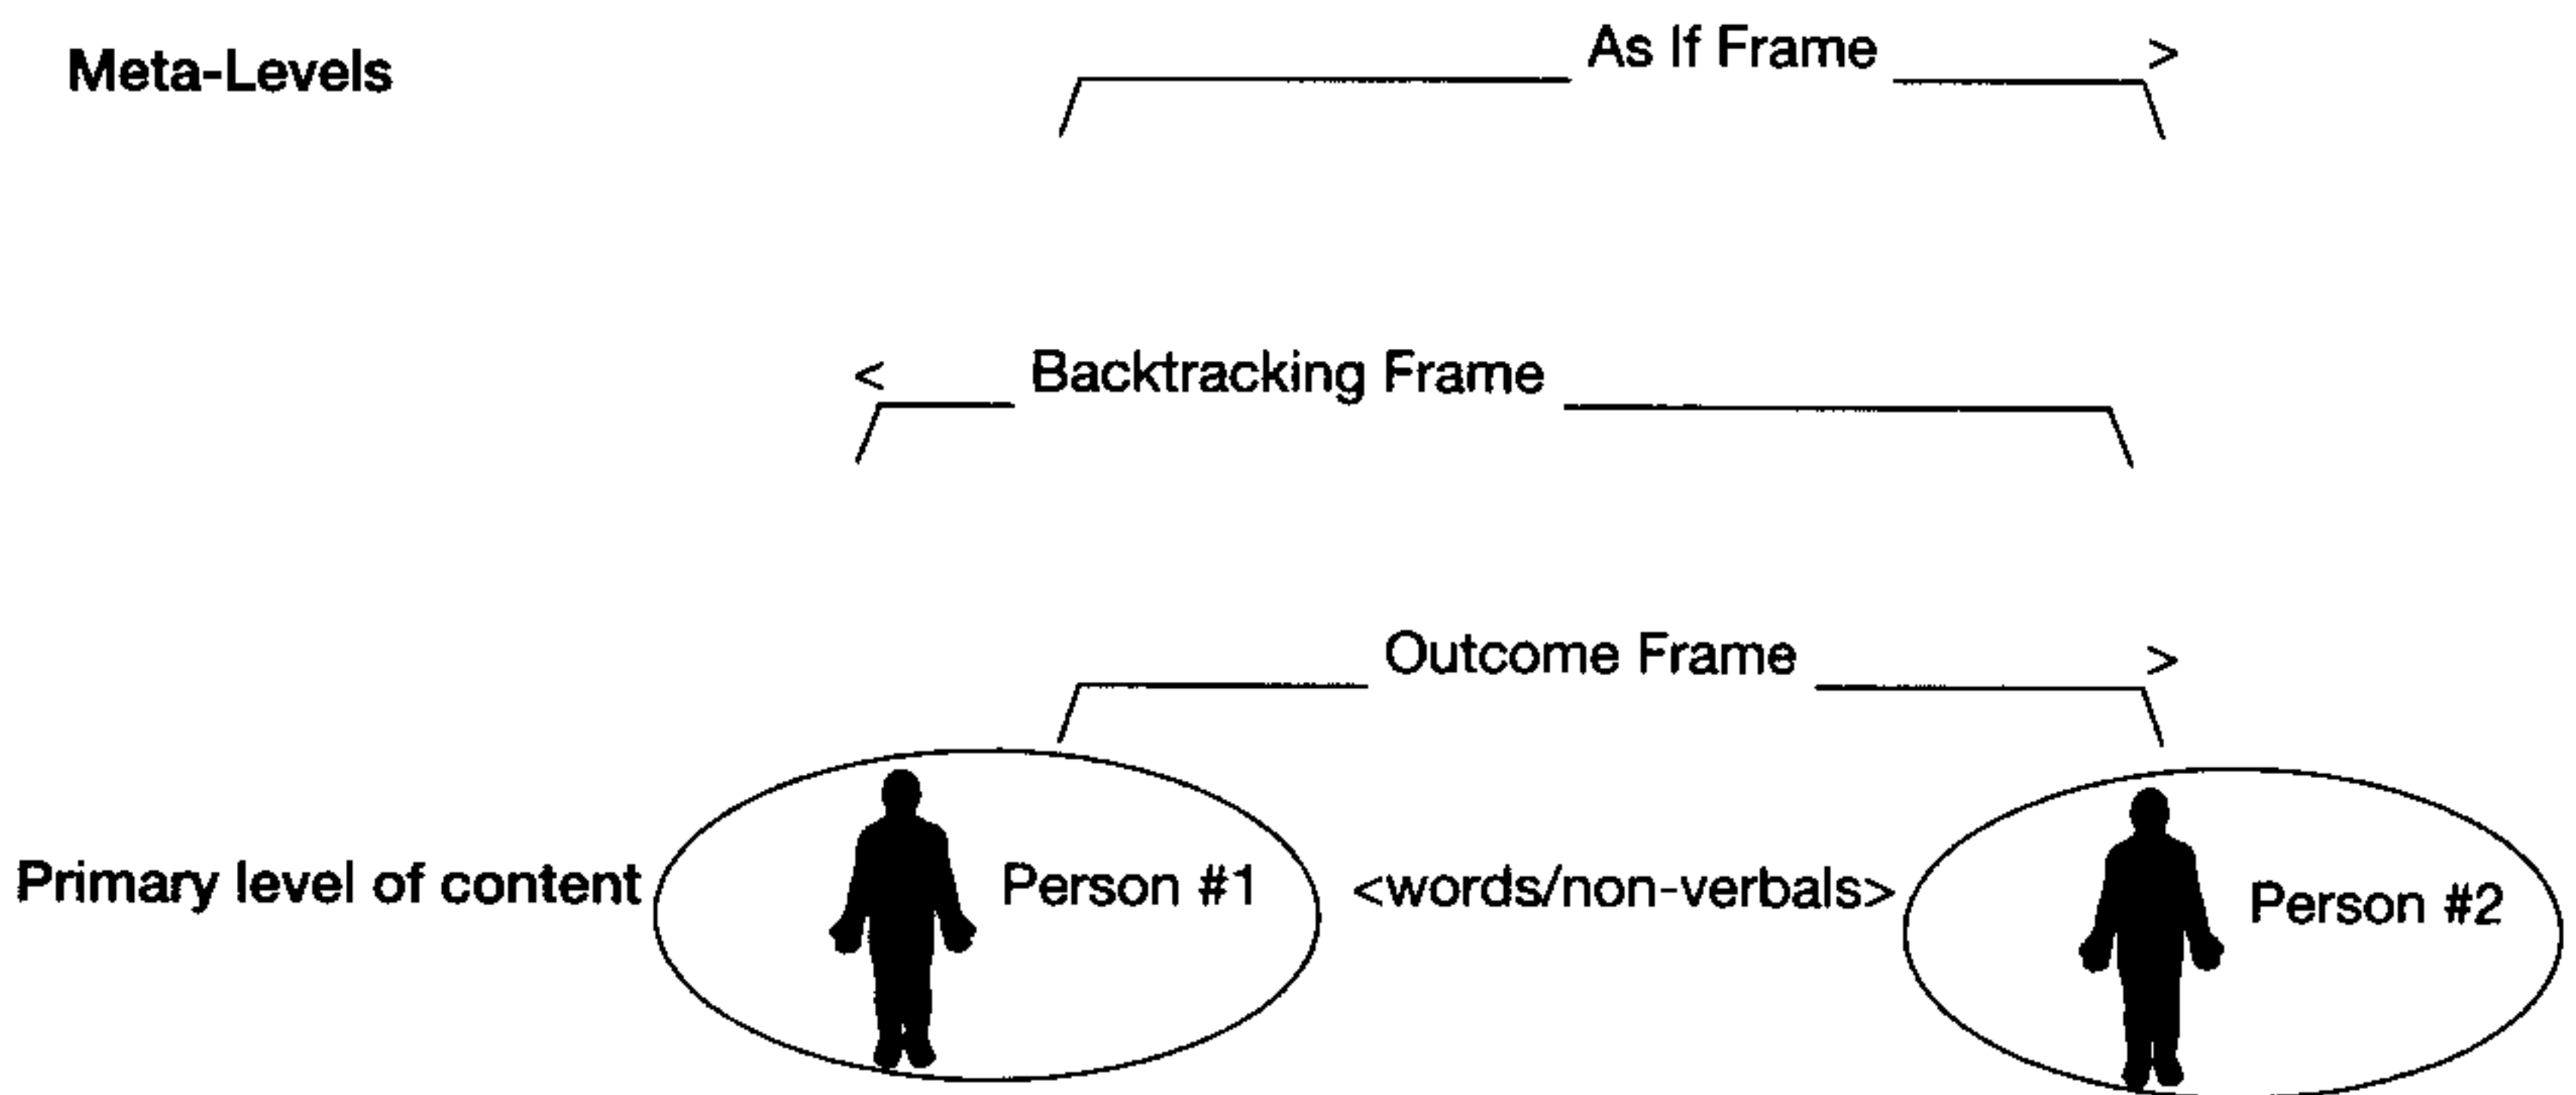 As If Frame >
Meta-Levels
< Backtracking Frame
Outcome Frame >
Primary level of content Person #1 <words/non-verbals> Person #2